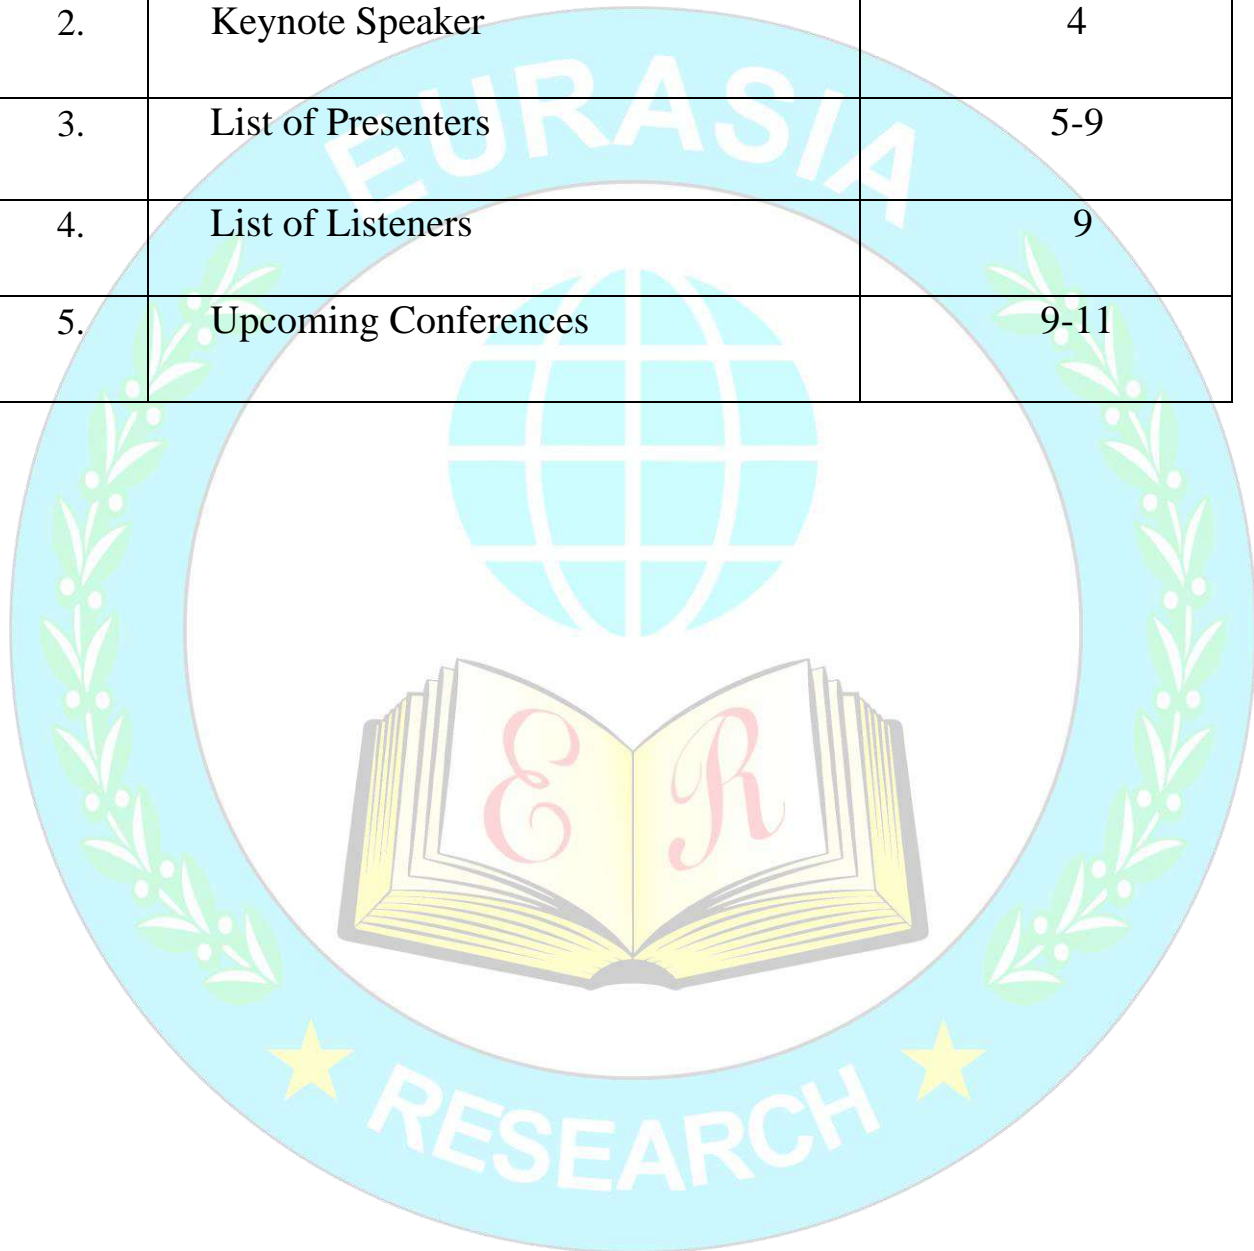 2. Keynote Speaker 4
3. List of Presenters 5-9
4. List of Listeners 9
5. Upcoming Conferences 9-11
EURASIA
E R
RESEARCH